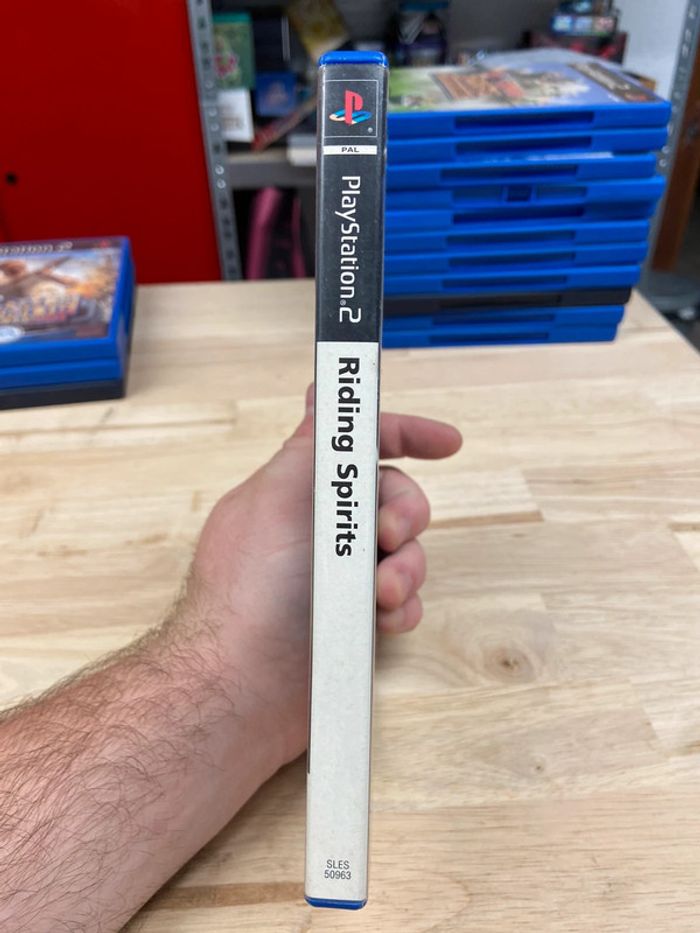 PAL
PlayStation®2
Riding Spirits
SLES
50963